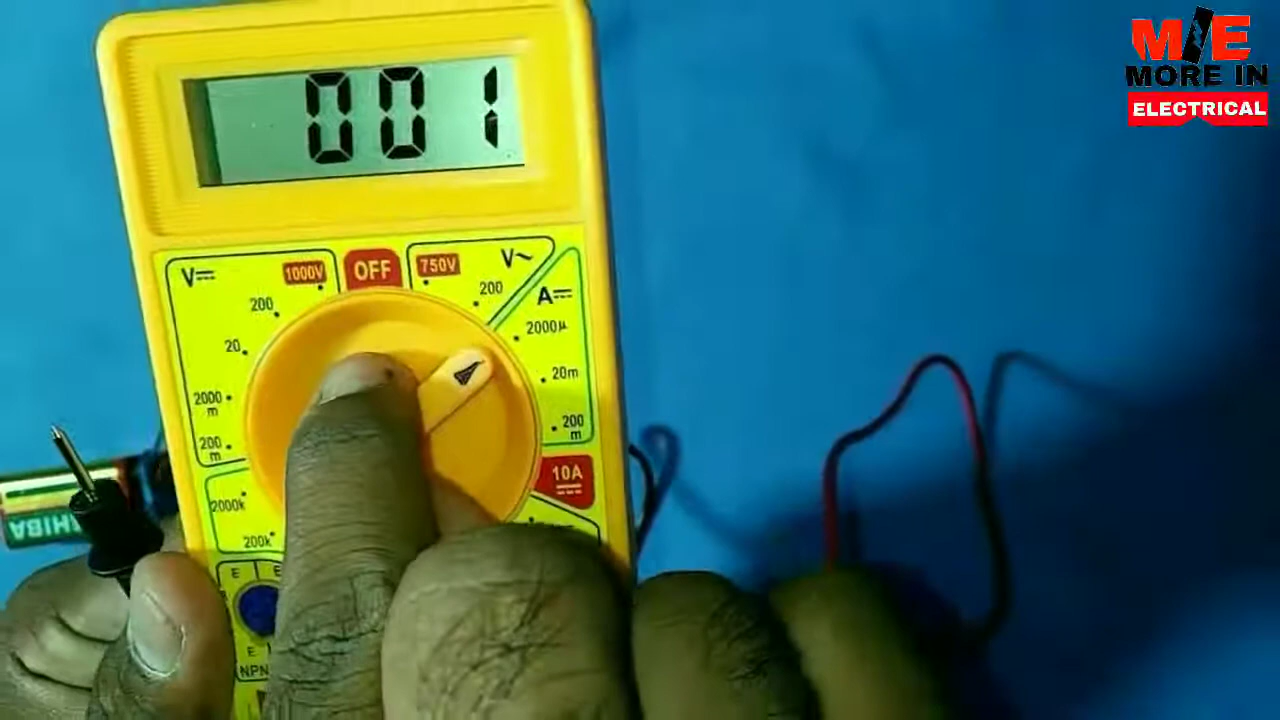 M/E
MORE IN
ELECTRICAL
001
V⎓
1000V
OFF
750V
V~
200
200
A⎓
2000µ
20
20m
2000
m
200
m
200
m
10A
2000k
200k
E
E
E
NPN